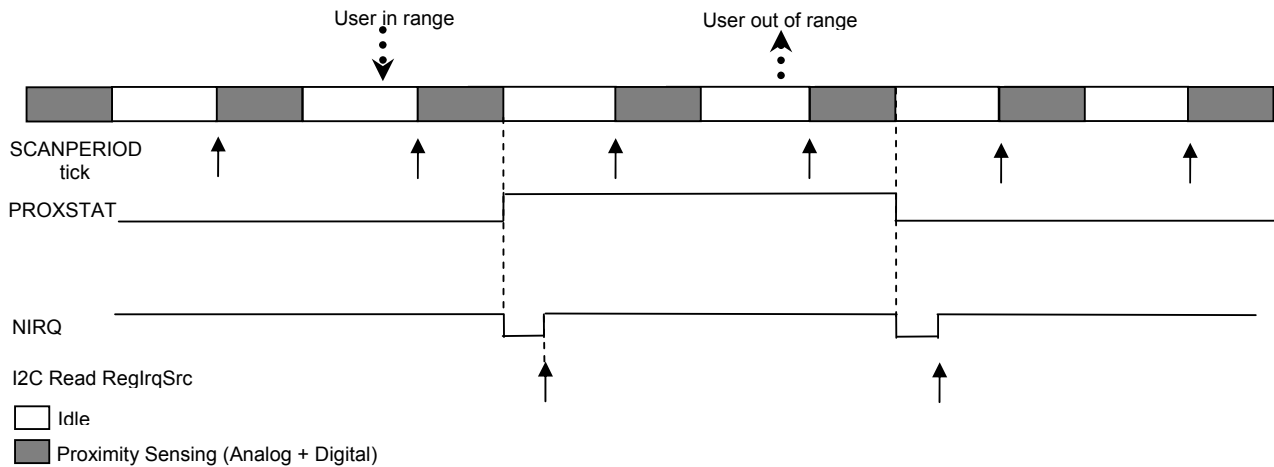 User in range
User out of range
SCANPERIOD
tick
PROXSTAT
NIRQ
I2C Read RegIrqSrc
Idle
Proximity Sensing (Analog + Digital)